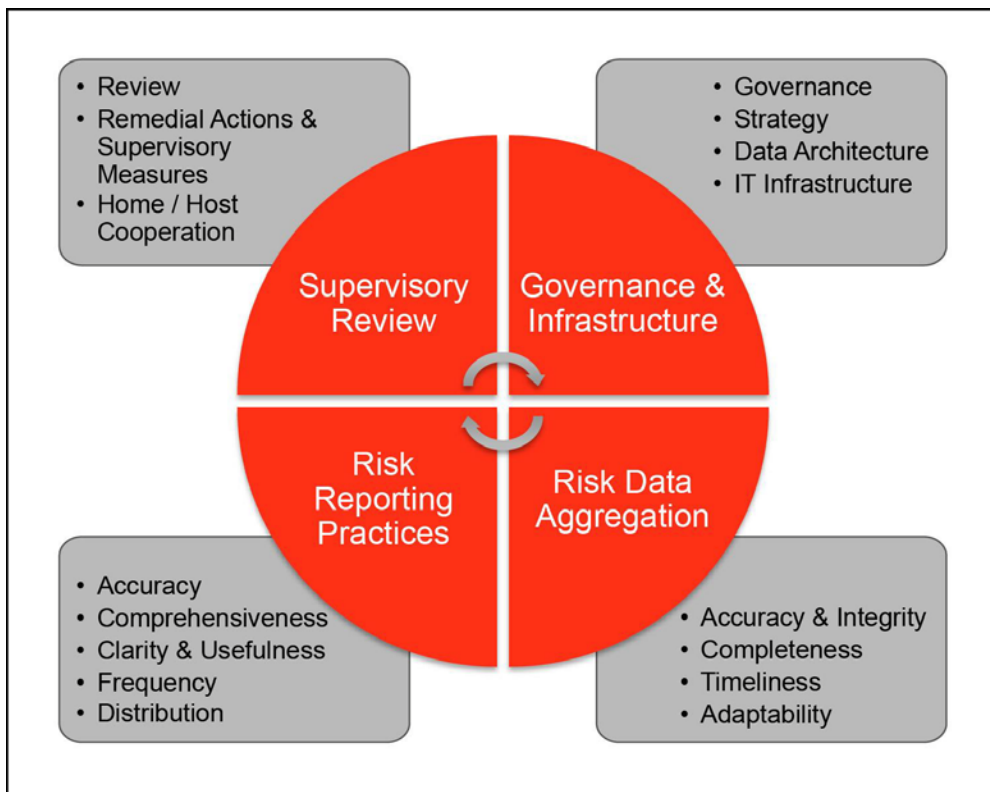 • Review
• Remedial Actions &
Supervisory
Measures
• Home / Host
Cooperation
• Governance
• Strategy
• Data Architecture
• IT Infrastructure
Supervisory
Review
Governance &
Infrastructure
Risk
Reporting
Practices
Risk Data
Aggregation
• Accuracy
• Comprehensiveness
• Clarity & Usefulness
• Frequency
• Distribution
• Accuracy & Integrity
• Completeness
• Timeliness
• Adaptability